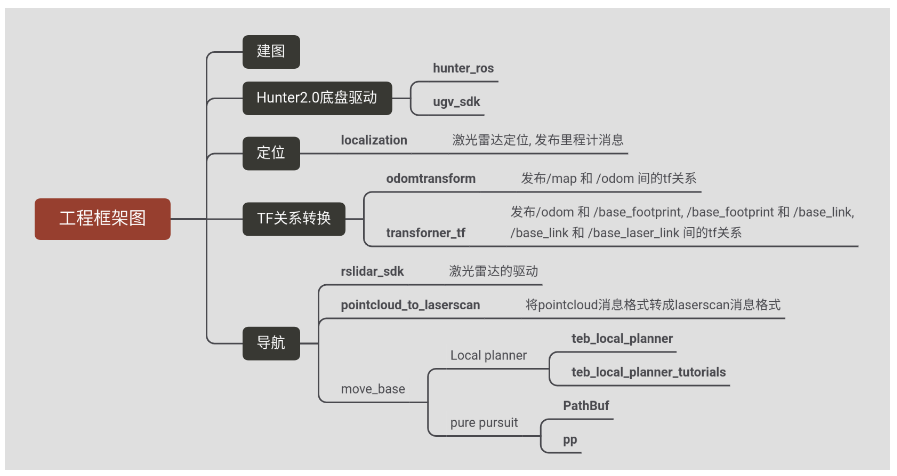 工程框架图
建图
Hunter2.0底盘驱动
hunter_ros
ugv_sdk
定位
localization 激光雷达定位, 发布里程计消息
TF关系转换
odomtransform 发布/map 和 /odom 间的tf关系
transforner_tf 发布/odom 和 /base_footprint, /base_footprint 和 /base_link,
/base_link 和 /base_laser_link 间的tf关系
导航
rslidar_sdk 激光雷达的驱动
pointcloud_to_laserscan 将pointcloud消息格式转成laserscan消息格式
move_base
Local planner
teb_local_planner
teb_local_planner_tutorials
pure pursuit
PathBuf
pp